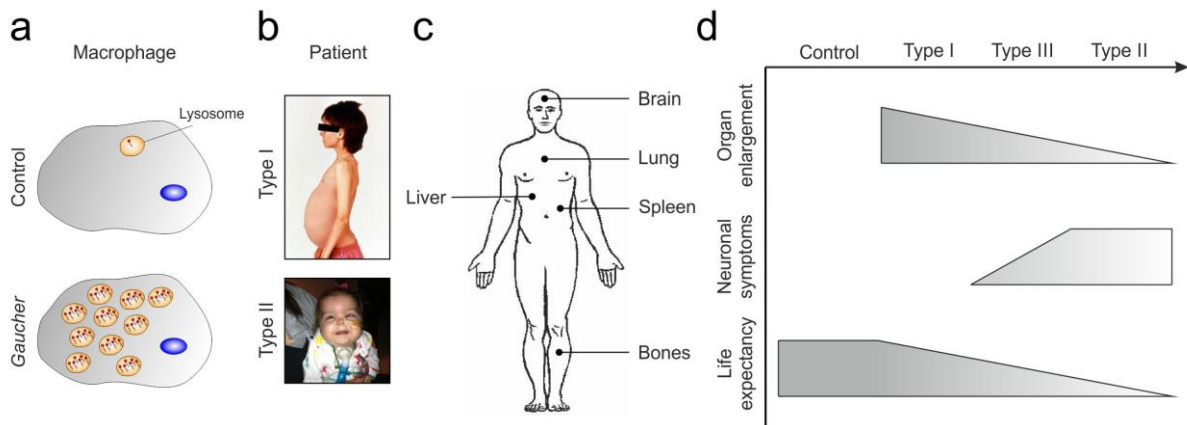 a
Macrophage
Lysosome
Control
Gaucher
b
Patient
Type I
Type II
c
Brain
Lung
Liver
Spleen
Bones
d
Control
Type I
Type III
Type II
Organ
enlargement
Neuronal
symptoms
Life
expectancy